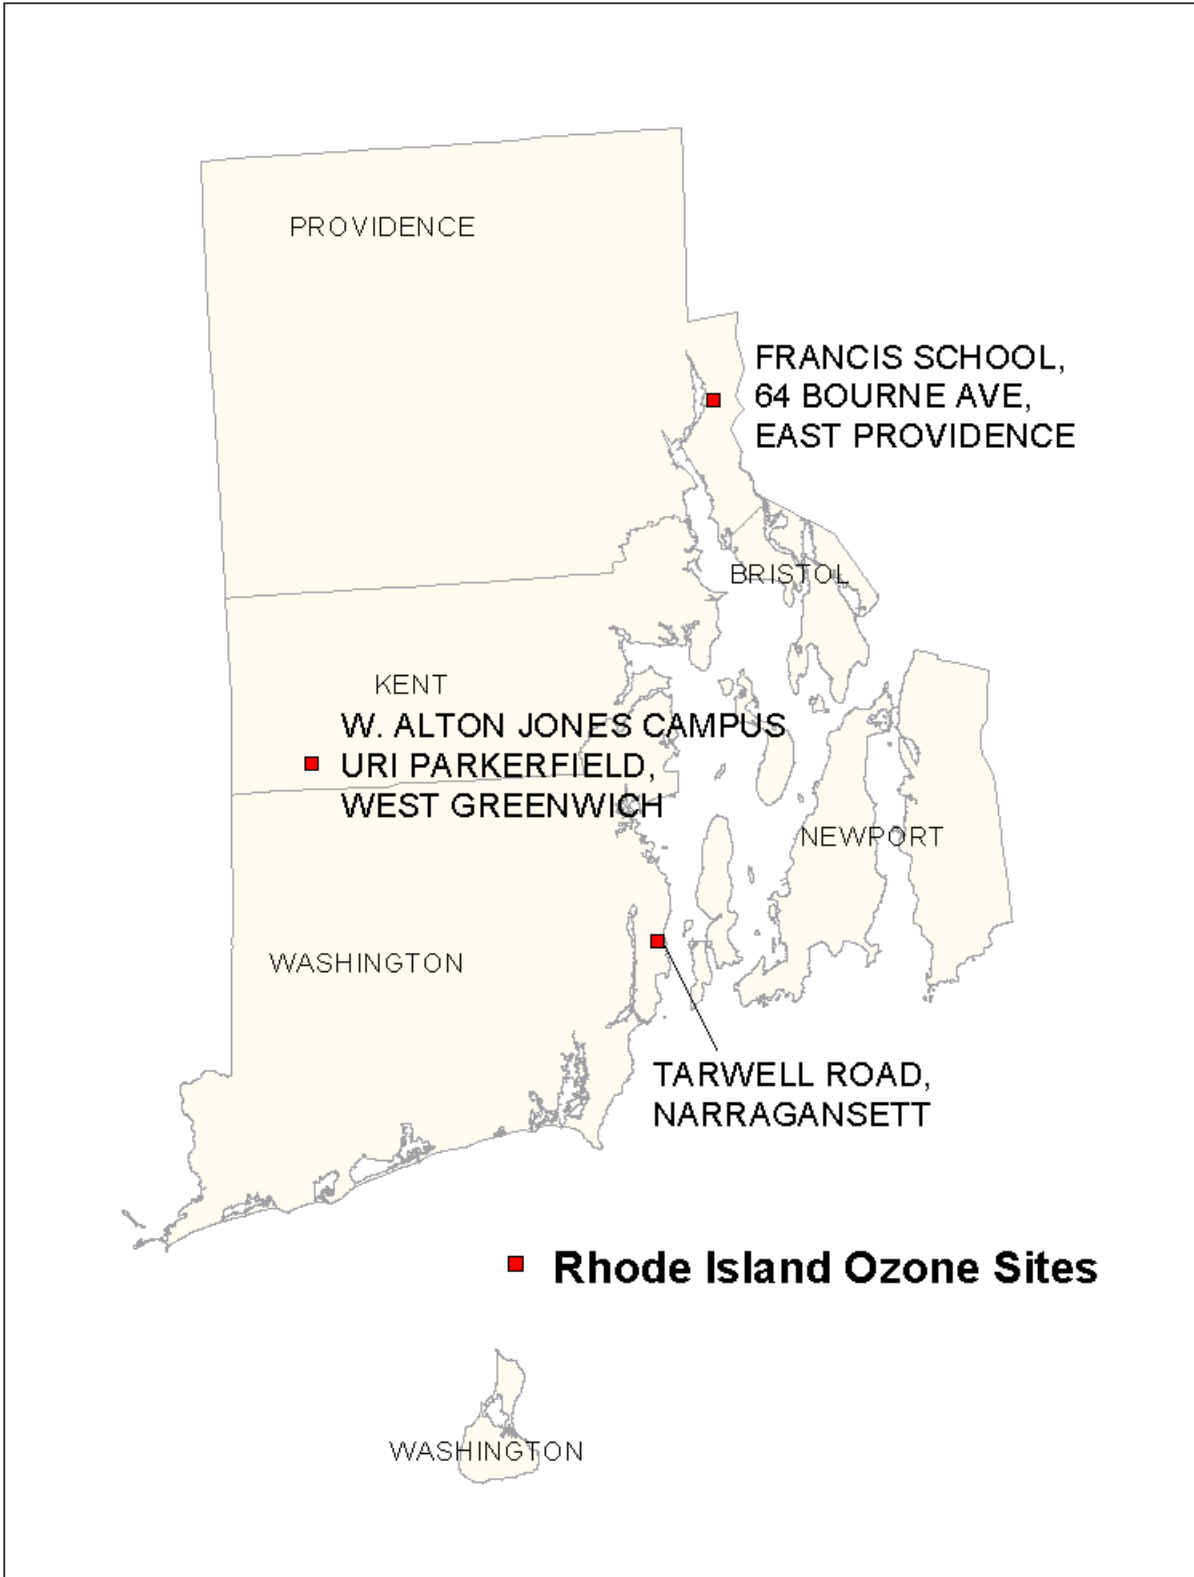 PROVIDENCE
FRANCIS SCHOOL,
64 BOURNE AVE,
EAST PROVIDENCE
BRISTOL
KENT
W. ALTON JONES CAMPUS
URI PARKERFIELD,
WEST GREENWICH
NEWPORT
WASHINGTON
TARWELL ROAD,
NARRAGANSETT
Rhode Island Ozone Sites
WASHINGTON